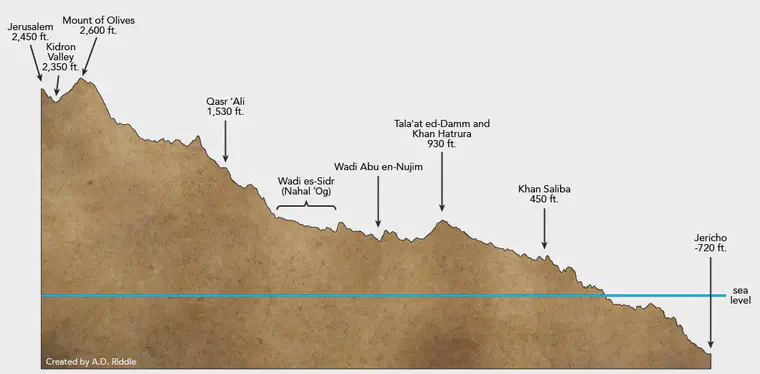 Jerusalem
2,450 ft.
Kidron
Valley
2,350 ft.
Mount of Olives
2,600 ft.
Qasr ‘Ali
1,530 ft.
Wadi es-Sidr
(Nahal ‘Og)
Wadi Abu en-Nujim
Tala‘at ed-Damm and
Khan Hatrura
930 ft.
Khan Saliba
450 ft.
Jericho
-720 ft.
sea
level
Created by A.D. Riddle